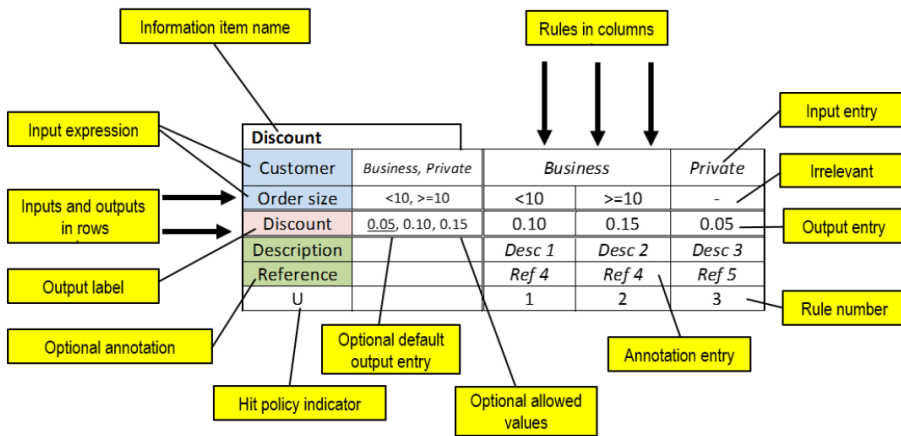 Information item name
Rules in columns
Input expression
Input entry
Discount
Customer Business, Private Business Private
Irrelevant
Order size <10, >=10 <10 >=10 -
Inputs and outputs
in rows
Discount 0.05, 0.10, 0.15 0.10 0.15 0.05
Output entry
Description Desc 1 Desc 2 Desc 3
Output label
Reference Ref 4 Ref 4 Ref 5
U 1 2 3
Rule number
Optional annotation
Optional default
output entry
Annotation entry
Hit policy indicator
Optional allowed
values